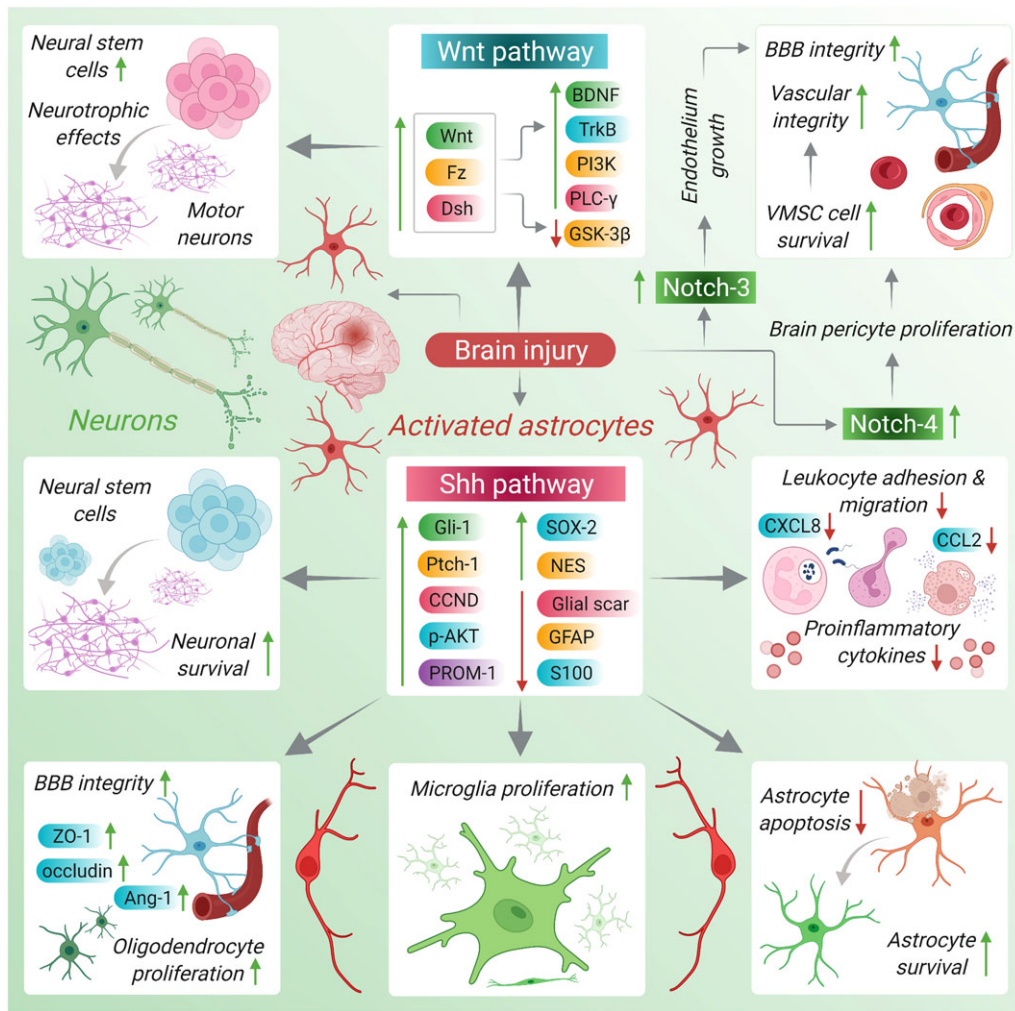 Neural stem
cells
Neurotrophic
effects
Motor
neurons
Wnt pathway
Wnt
Fz
Dsh
BDNF
TrkB
PI3K
PLC-γ
GSK-3β
Endothelium
growth
BBB integrity
Vascular
integrity
VMSC cell
survival
Notch-3
Brain injury
Brain pericyte proliferation
Neurons
Activated astrocytes
Notch-4
Neural stem
cells
Neuronal
survival
Shh pathway
Gli-1
Ptch-1
CCND
p-AKT
PROM-1
SOX-2
NES
Glial scar
GFAP
S100
Leukocyte adhesion &
migration
CXCL8
CCL2
Proinflammatory
cytokines
BBB integrity
ZO-1
occludin
Ang-1
Oligodendrocyte
proliferation
Microglia proliferation
Astrocyte
apoptosis
Astrocyte
survival